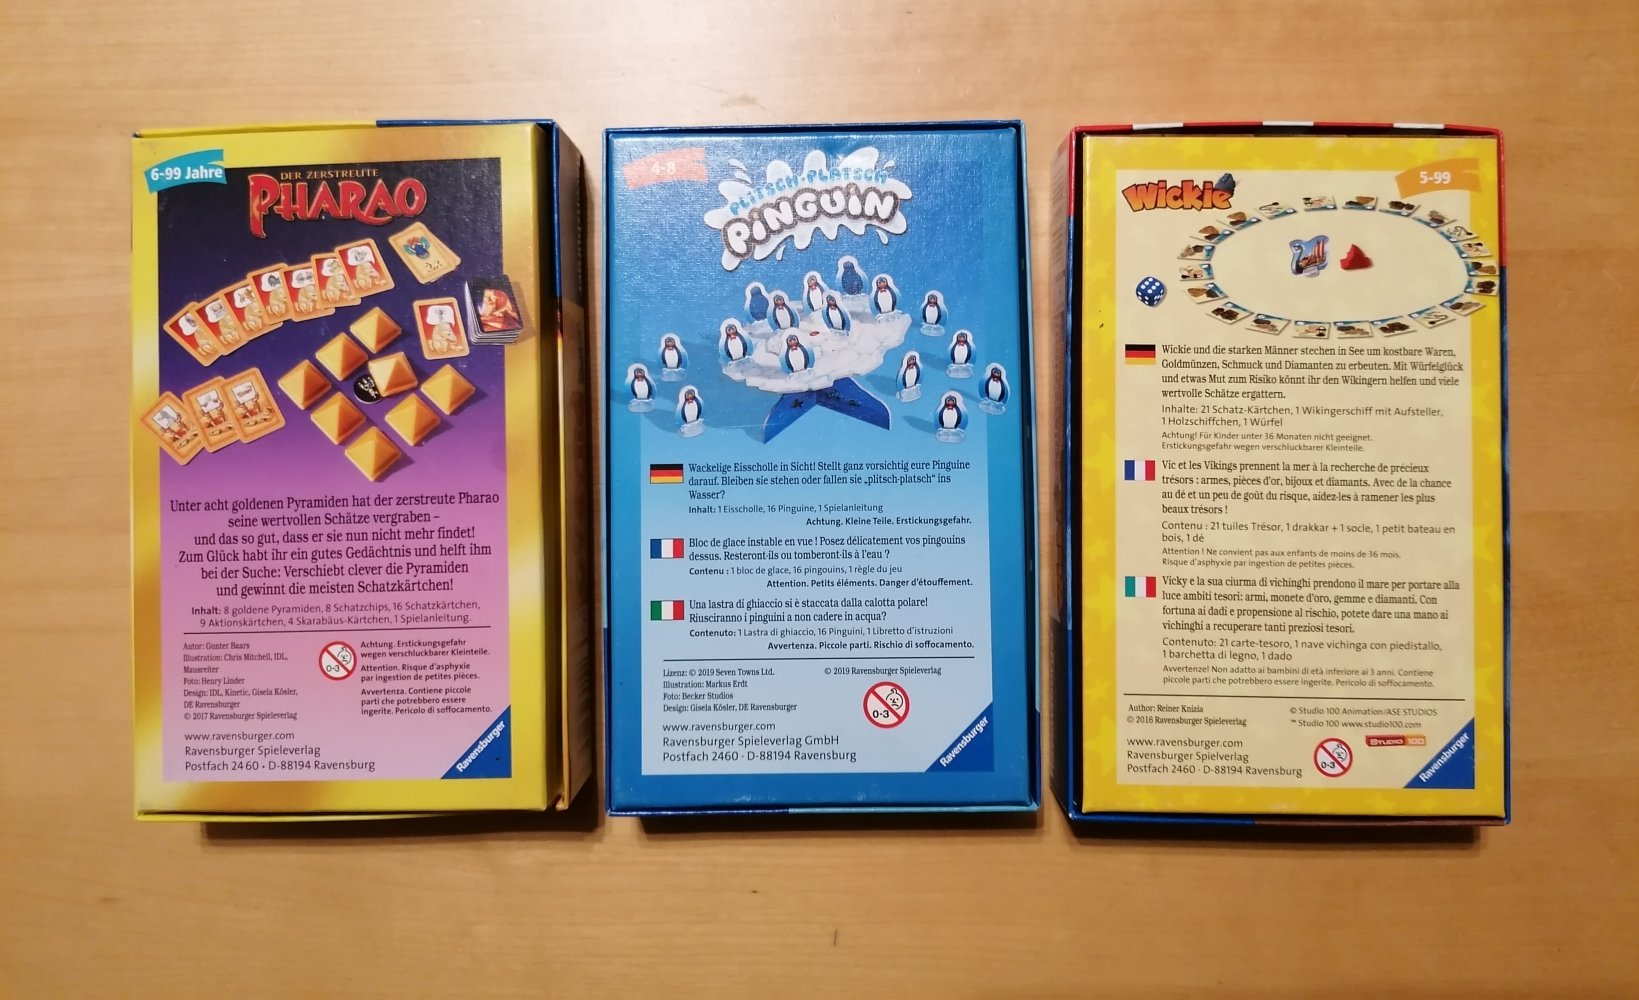 6-99 Jahre
DER ZERSTREUTE
PHARAO
Unter acht goldenen Pyramiden hat der zerstreute Pharao
seine wertvollen Schätze vergraben –
und das so gut, dass er sie nun nicht mehr findet!
Zum Glück habt ihr ein gutes Gedächtnis und helft ihm
bei der Suche: Verschiebt clever die Pyramiden
und gewinnt die meisten Schatzkärtchen!
Inhalt: 8 goldene Pyramiden, 8 Schatzchips, 16 Schatzkärtchen,
9 Aktionskärtchen, 4 Skarabäus-Kärtchen, 1 Spielanleitung.
Autor: Gunter Baars
Illustration: Chris Mitchell, IDL,
Mausreiter
Foto: Henry Linder
Design: IDL, Kinetic, Gisela Kösler,
DE Ravensburger
© 2017 Ravensburger Spieleverlag
0-3
Achtung. Erstickungsgefahr
wegen verschluckbarer Kleinteile.
Attention. Risque d'asphyxie
par ingestion de petites pièces.
Avvertenza. Contiene piccole
parti che potrebbero essere
ingerite. Pericolo di soffocamento.
www.ravensburger.com
Ravensburger Spieleverlag
Postfach 24 60 · D-88194 Ravensburg
Ravensburger
4-8
PLITSCH-PLATSCH
PiNGUiN
Wackelige Eisscholle in Sicht! Stellt ganz vorsichtig eure Pinguine
darauf. Bleiben sie stehen oder fallen sie „plitsch-platsch“ ins
Wasser?
Inhalt: 1 Eisscholle, 16 Pinguine, 1 Spielanleitung
Achtung. Kleine Teile. Erstickungsgefahr.
Bloc de glace instable en vue ! Posez délicatement vos pingouins
dessus. Resteront-ils ou tomberont-ils à l'eau ?
Contenu : 1 bloc de glace, 16 pingouins, 1 règle du jeu
Attention. Petits éléments. Danger d'étouffement.
Una lastra di ghiaccio si è staccata dalla calotta polare!
Riusciranno i pinguini a non cadere in acqua?
Contenuto: 1 Lastra di ghiaccio, 16 Pinguini, 1 Libretto d'istruzioni
Avvertenza. Piccole parti. Rischio di soffocamento.
Lizenz: © 2019 Seven Towns Ltd.
Illustration: Markus Erdt
Foto: Becker Studios
Design: Gisela Kösler, DE Ravensburger
© 2019 Ravensburger Spieleverlag
0-3
www.ravensburger.com
Ravensburger Spieleverlag GmbH
Postfach 2460 · D-88194 Ravensburg
Ravensburger
Wickie
5-99
Wickie und die starken Männer stechen in See um kostbare Waren,
Goldmünzen, Schmuck und Diamanten zu erbeuten. Mit Würfelglück
und etwas Mut zum Risiko könnt ihr den Wikingern helfen und viele
wertvolle Schätze ergattern.
Inhalte: 21 Schatz-Kärtchen, 1 Wikingerschiff mit Aufsteller,
1 Holzschiffchen, 1 Würfel
Achtung! Für Kinder unter 36 Monaten nicht geeignet.
Erstickungsgefahr wegen verschluckbarer Kleinteile.
Vic et les Vikings prennent la mer à la recherche de précieux
trésors : armes, pièces d'or, bijoux et diamants. Avec de la chance
au dé et un peu de goût du risque, aidez-les à ramener les plus
beaux trésors !
Contenu : 21 tuiles Trésor, 1 drakkar + 1 socle, 1 petit bateau en
bois, 1 dé
Attention ! Ne convient pas aux enfants de moins de 36 mois.
Risque d'asphyxie par ingestion de petites pièces.
Vicky e la sua ciurma di vichinghi prendono il mare per portare alla
luce ambiti tesori: armi, monete d'oro, gemme e diamanti. Con
fortuna ai dadi e propensione al rischio, potete dare una mano ai
vichinghi a recuperare tanti preziosi tesori.
Contenuto: 21 carte-tesoro, 1 nave vichinga con piedistallo,
1 barchetta di legno, 1 dado
Avvertenze! Non adatto ai bambini di età inferiore ai 3 anni. Contiene
piccole parti che potrebbero essere ingerite. Pericolo di soffocamento.
Author: Reiner Knizia
© 2016 Ravensburger Spieleverlag
© Studio 100 Animation/ASE STUDIOS
™ Studio 100 www.studio100.com
STUDIO 100
www.ravensburger.com
Ravensburger Spielverlag
Postfach 2460 · D-88194 Ravensburg
0-3
Ravensburger